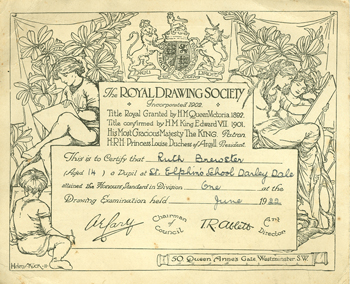 The ROYAL DRAWING SOCIETY
Incorporated 1902.
Title Royal Granted by H.M. Queen Victoria 1892.
Title confirmed by H.M. King Edward VII 1901.
His Most Gracious Majesty The KING. Patron
H.R.H. Princess Louise Duchess of Argyll. President.
This is to Certify that Ruth Brewster
(Aged 14) a Pupil at St. Elphin's School Darley Dale
attained the Honours Standard in Division One at the
Drawing Examination held June 1922
Chairman of Council
T.R. Ablett
Art Director
50 Queen Annes Gate Westminster S.W.